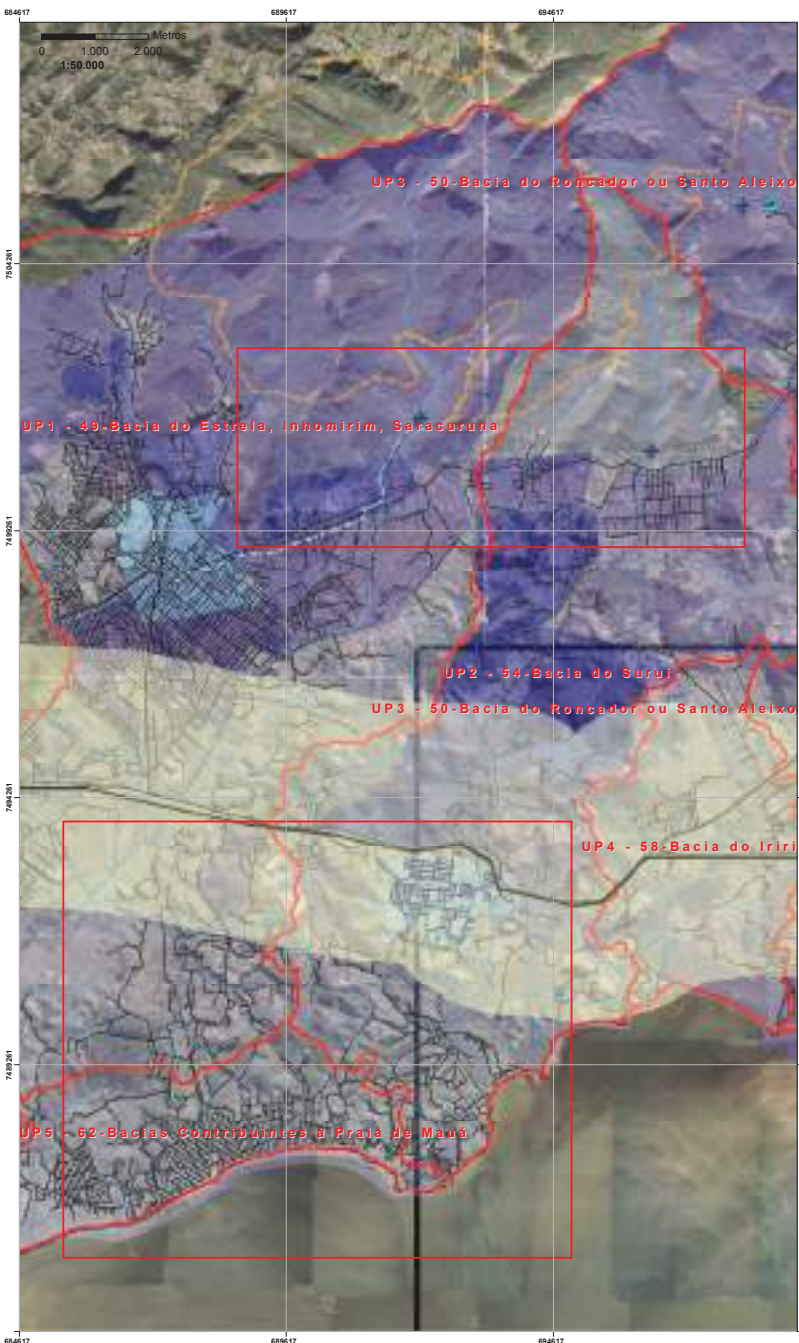 684617
689617
694617
Metros
0 1.000 2.000
1:50.000
UP3 - 50-Bacia do Roncador ou Santo Aleixo
7504261
UP1 - 49-Bacia do Estrela, Inhomirim, Saracuruna
7499261
UP2 - 54-Bacia do Suruí
UP3 - 50-Bacia do Roncador ou Santo Aleixo
7494261
UP4 - 58-Bacia do Iriri
7489261
UP5 - 62-Bacias Contribuintes à Praia de Mauá
684617
689617
694617